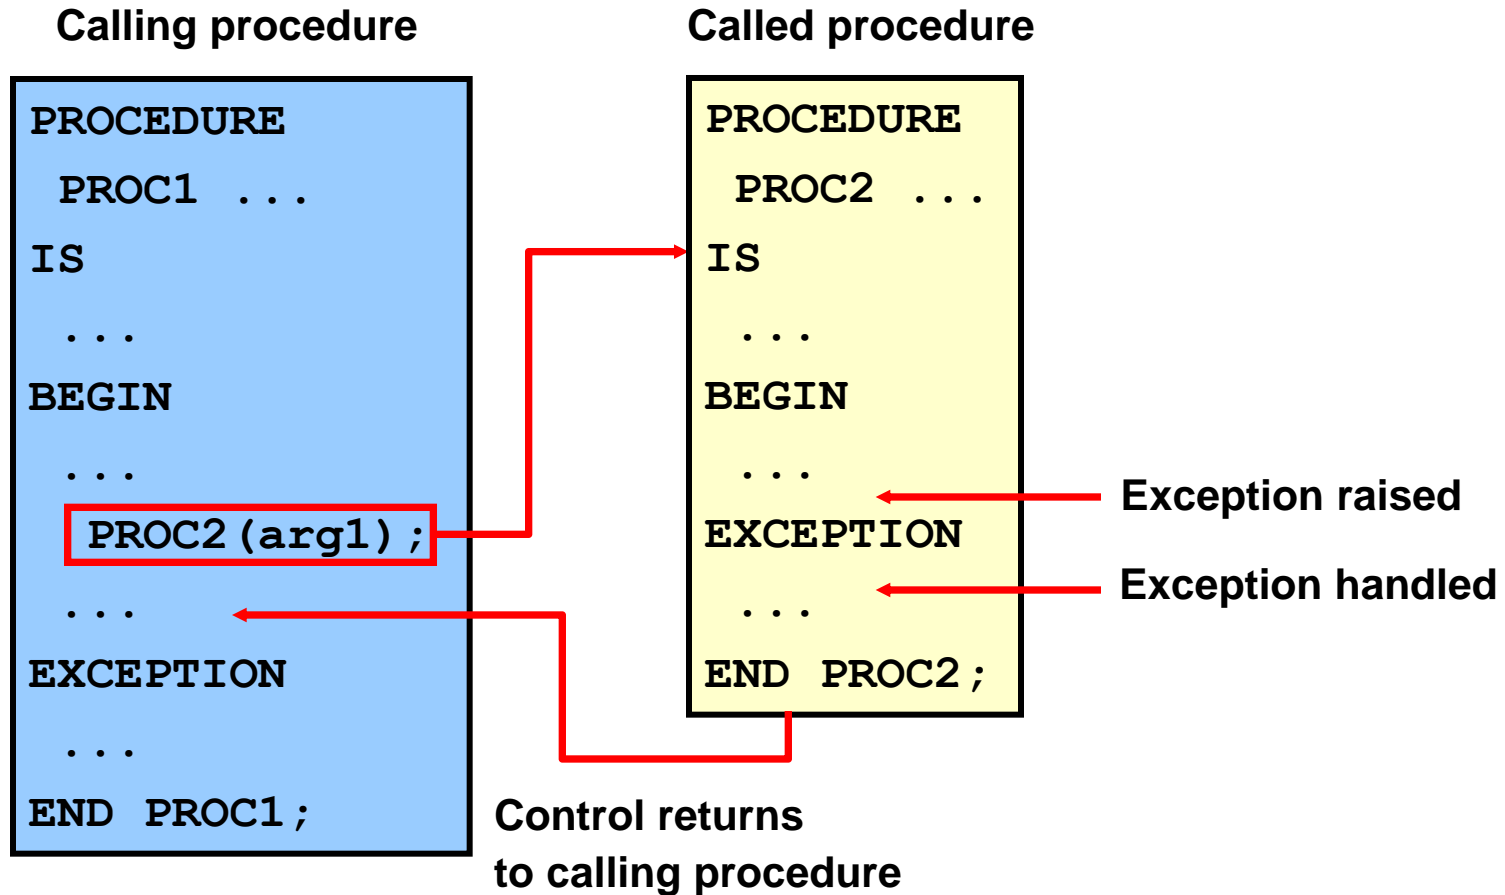 Calling procedure
PROCEDURE
PROC1 ...
IS
...
BEGIN
...
PROC2(arg1);
...
EXCEPTION
...
END PROC1;
Called procedure
PROCEDURE
PROC2 ...
IS
...
BEGIN
...
EXCEPTION
...
END PROC2;
Exception raised
Exception handled
Control returns
to calling procedure